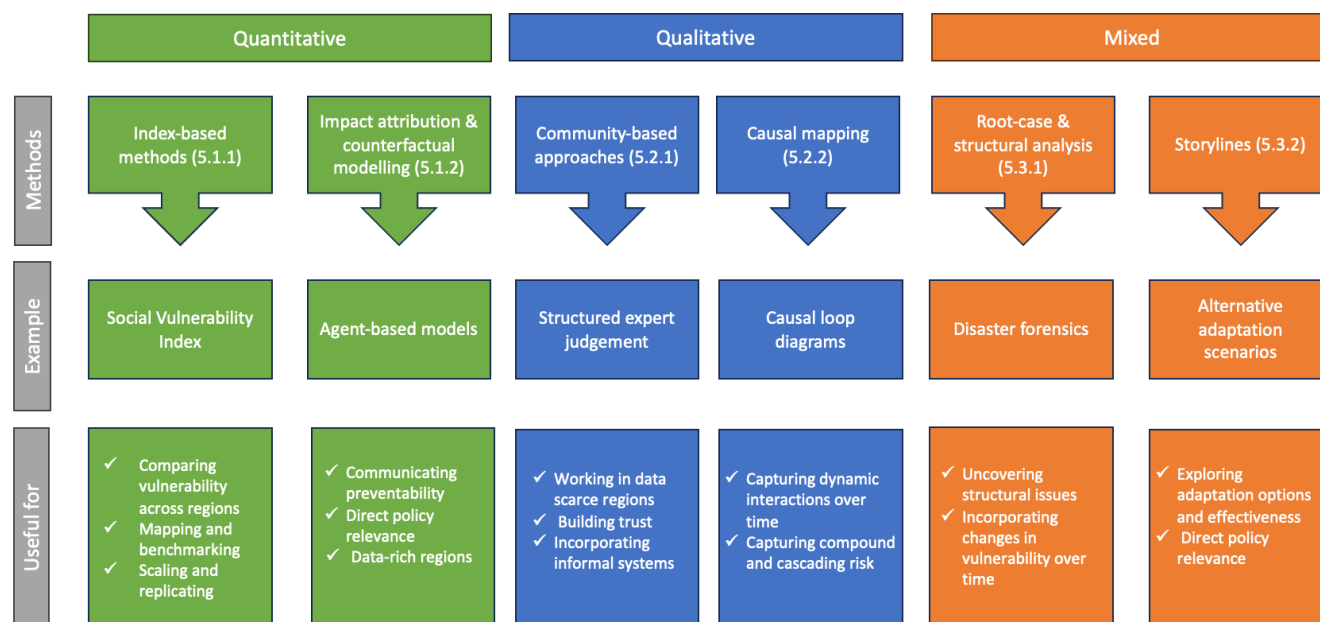 Quantitative
Qualitative
Mixed
Methods
Index-based
methods (5.1.1)
Impact attribution &
counterfactual
modelling (5.1.2)
Community-based
approaches (5.2.1)
Causal mapping
(5.2.2)
Root-case &
structural analysis
(5.3.1)
Storylines (5.3.2)
Example
Social Vulnerability
Index
Agent-based models
Structured expert
judgement
Causal loop
diagrams
Disaster forensics
Alternative
adaptation
scenarios
Useful for
✓ Comparing
vulnerability
across regions
✓ Mapping and
benchmarking
✓ Scaling and
replicating
✓ Communicating
preventability
✓ Direct policy
relevance
✓ Data-rich regions
✓ Working in data
scarce regions
✓ Building trust
✓ Incorporating
informal systems
✓ Capturing dynamic
interactions over
time
✓ Capturing compound
and cascading risk
✓ Uncovering
structural issues
✓ Incorporating
changes in
vulnerability over
time
✓ Exploring
adaptation options
and effectiveness
✓ Direct policy
relevance